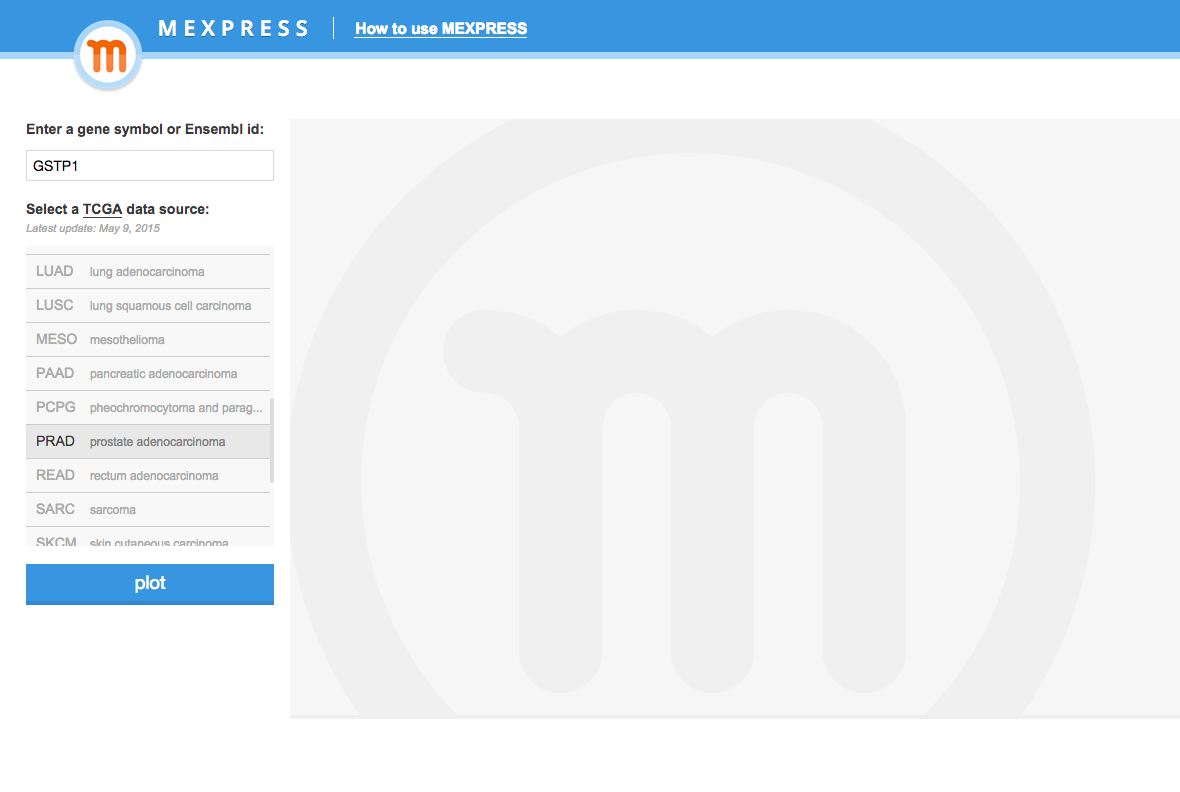 MEXPRESS
How to use MEXPRESS
Enter a gene symbol or Ensembl id:
GSTP1
Select a TCGA data source:
Latest update: May 9, 2015
LUAD lung adenocarcinoma
LUSC lung squamous cell carcinoma
MESO mesothelioma
PAAD pancreatic adenocarcinoma
PCPG pheochromocytoma and parag...
PRAD prostate adenocarcinoma
READ rectum adenocarcinoma
SARC sarcoma
SKCM skin cutaneous carcinoma
plot